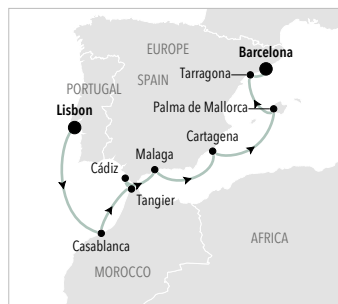 EUROPE
Barcelona
Tarragona
SPAIN
PORTUGAL
Lisbon
Palma de Mallorca
Cartagena
Malaga
Cádiz
Tangier
Casablanca
AFRICA
MOROCCO